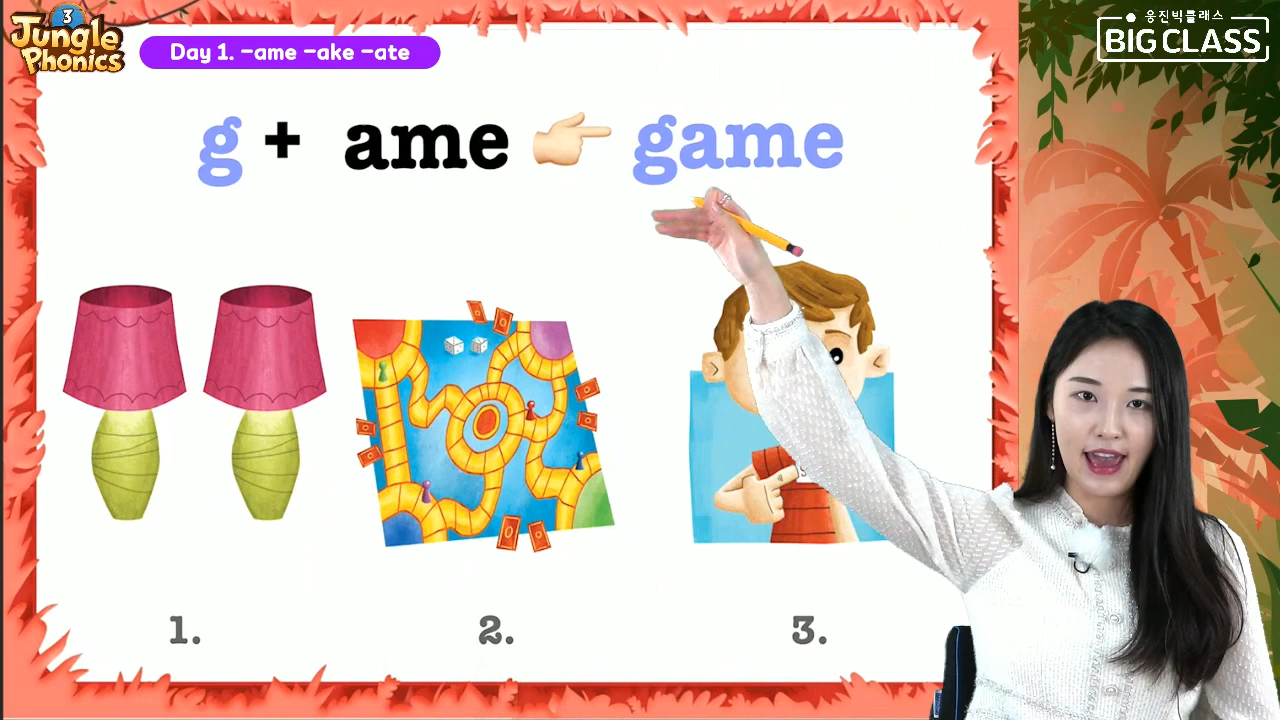 3
Jungle
Phonics
Day 1. -ame -ake -ate
웅진빅클래스
BIG CLASS
g + ame 👉 game
1. 2. 3.